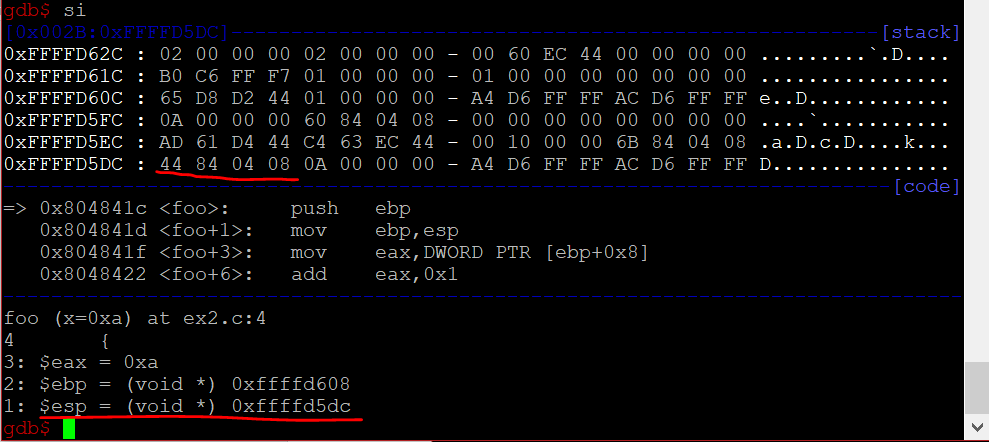 gdb$ si
[0x002B:0xFFFFD5DC]------------------------------------------------------[stack]
0xFFFFD62C : 02 00 00 00 02 00 00 00 - 00 60 EC 44 00 00 00 00 .........`.D....
0xFFFFD61C : B0 C6 FF F7 01 00 00 00 - 01 00 00 00 00 00 00 00 ................
0xFFFFD60C : 65 D8 D2 44 01 00 00 00 - A4 D6 FF FF AC D6 FF FF e..D............
0xFFFFD5FC : 0A 00 00 00 60 84 04 08 - 00 00 00 00 00 00 00 00 ....`...........
0xFFFFD5EC : AD 61 D4 44 C4 63 EC 44 - 00 10 00 00 6B 84 04 08 .a.D.c.D....k...
0xFFFFD5DC : 44 84 04 08 0A 00 00 00 - A4 D6 FF FF AC D6 FF FF D...............
--------------------------------------------------------------------------[code]
=> 0x804841c <foo>:     push   ebp
   0x804841d <foo+1>:   mov    ebp,esp
   0x804841f <foo+3>:   mov    eax,DWORD PTR [ebp+0x8]
   0x8048422 <foo+6>:   add    eax,0x1
--------------------------------------------------------------------------------
foo (x=0xa) at ex2.c:4
4       {
3: $eax = 0xa
2: $ebp = (void *) 0xffffd608
1: $esp = (void *) 0xffffd5dc
gdb$